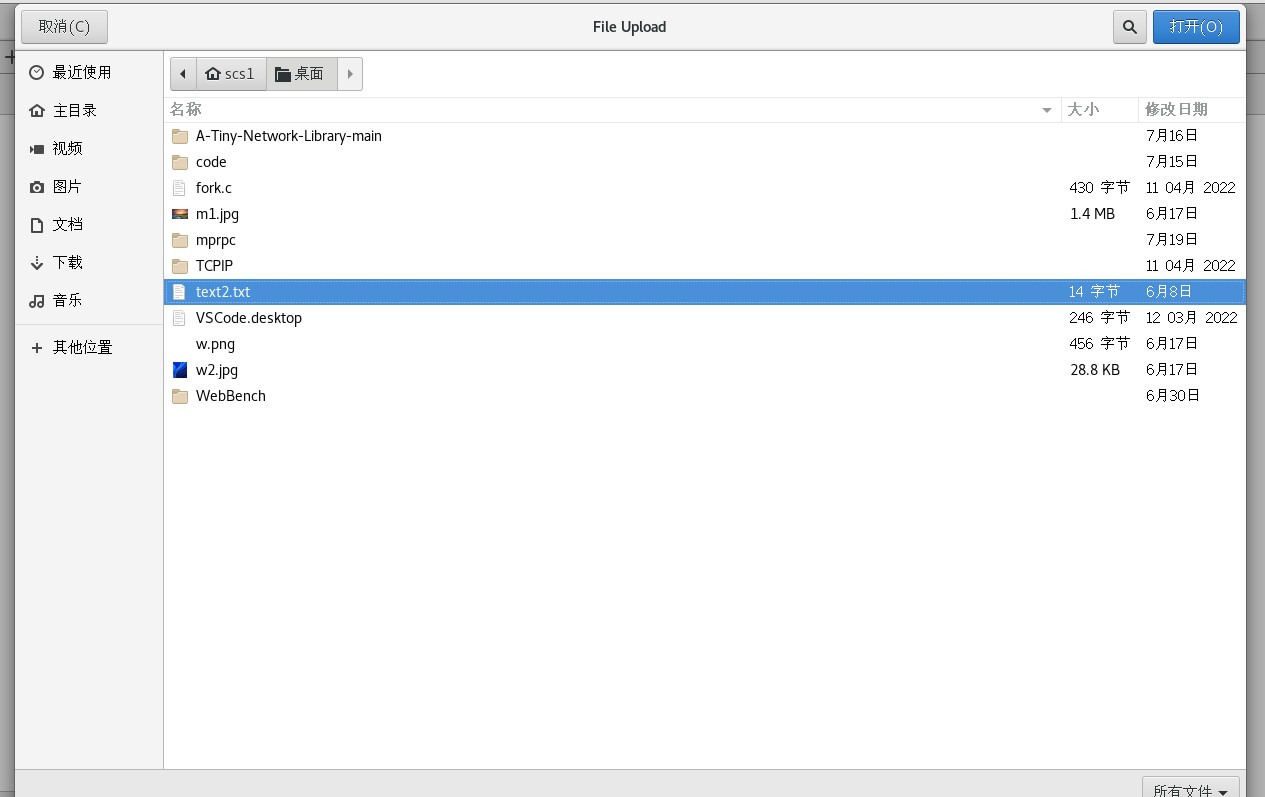 取消(C) File Upload 打开(O)
最近使用
主目录
视频
图片
文档
下载
音乐
其他位置
scs1 桌面
名称 大小 修改日期
A-Tiny-Network-Library-main 7月16日
code 7月15日
fork.c 430 字节 11 04月 2022
m1.jpg 1.4 MB 6月17日
mprpc 7月19日
TCPIP 11 04月 2022
text2.txt 14 字节 6月8日
VSCode.desktop 246 字节 12 03月 2022
w.png 456 字节 6月17日
w2.jpg 28.8 KB 6月17日
WebBench 6月30日
所有文件